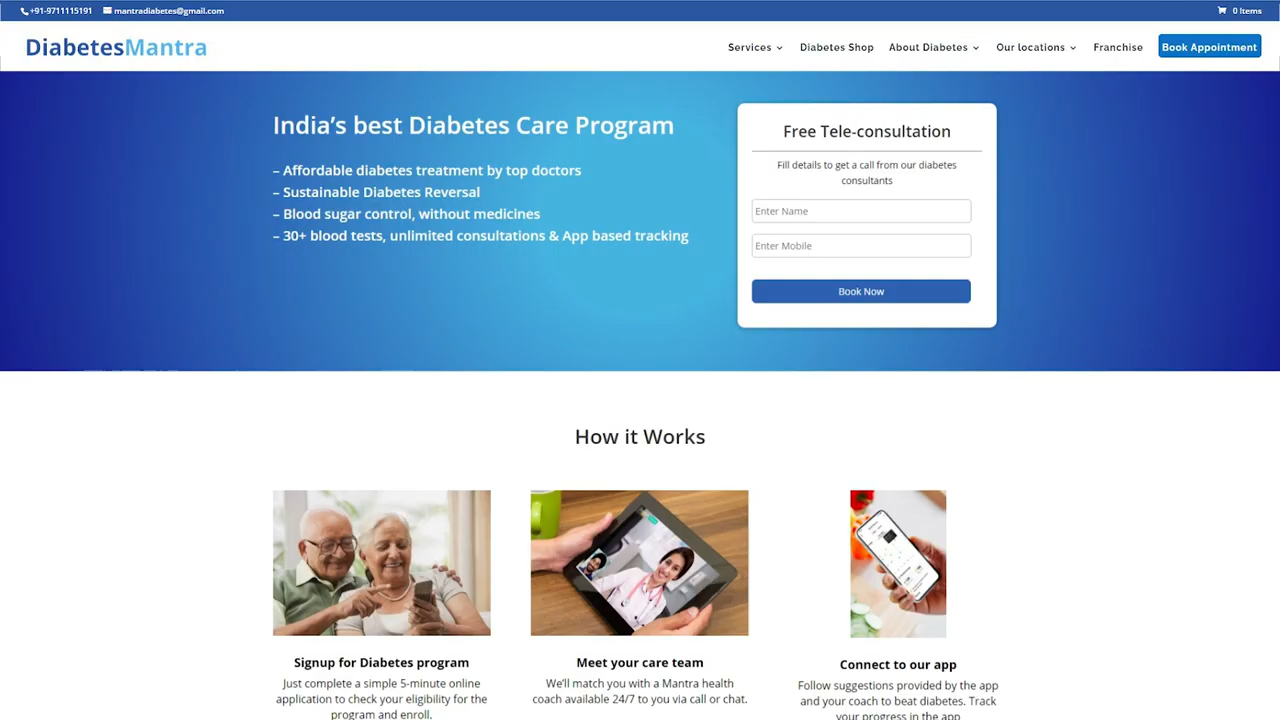 +91-9711115191 mantradiabetes@gmail.com 0 Items
DiabetesMantra Services Diabetes Shop About Diabetes Our locations Franchise Book Appointment
India's best Diabetes Care Program
– Affordable diabetes treatment by top doctors
– Sustainable Diabetes Reversal
– Blood sugar control, without medicines
– 30+ blood tests, unlimited consultations & App based tracking
Free Tele-consultation
Fill details to get a call from our diabetes
consultants
Enter Name
Enter Mobile
Book Now
How it Works
Signup for Diabetes program
Just complete a simple 5-minute online
application to check your eligibility for the
program and enroll.
Meet your care team
We'll match you with a Mantra health
coach available 24/7 to you via call or chat.
Connect to our app
Follow suggestions provided by the app
and your coach to beat diabetes. Track
your progress in the app